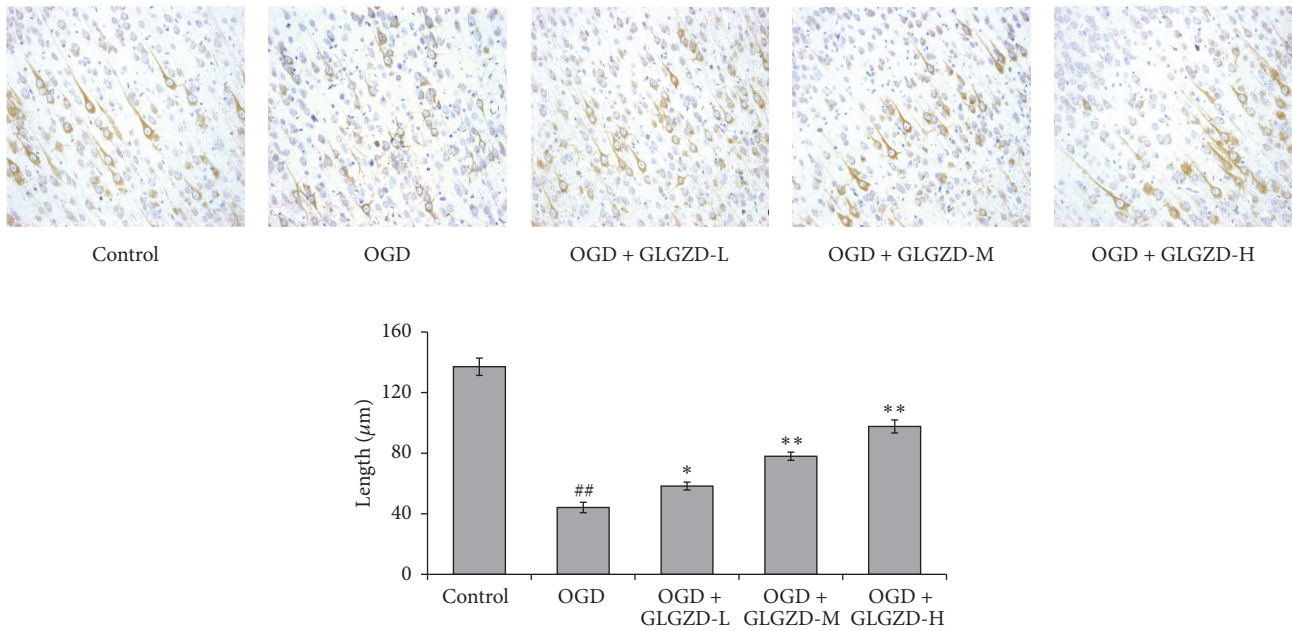 Control
OGD
OGD + GLGZD-L
OGD + GLGZD-M
OGD + GLGZD-H
160
120
80
40
0
Length (μm)
##
*
**
**
Control
OGD
OGD +
GLGZD-L
OGD +
GLGZD-M
OGD +
GLGZD-H